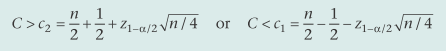 C > c₂ = n/2 + 1/2 + z₁₋α/₂ √n/4 or C < c₁ = n/2 − 1/2 − z₁₋α/₂ √n/4